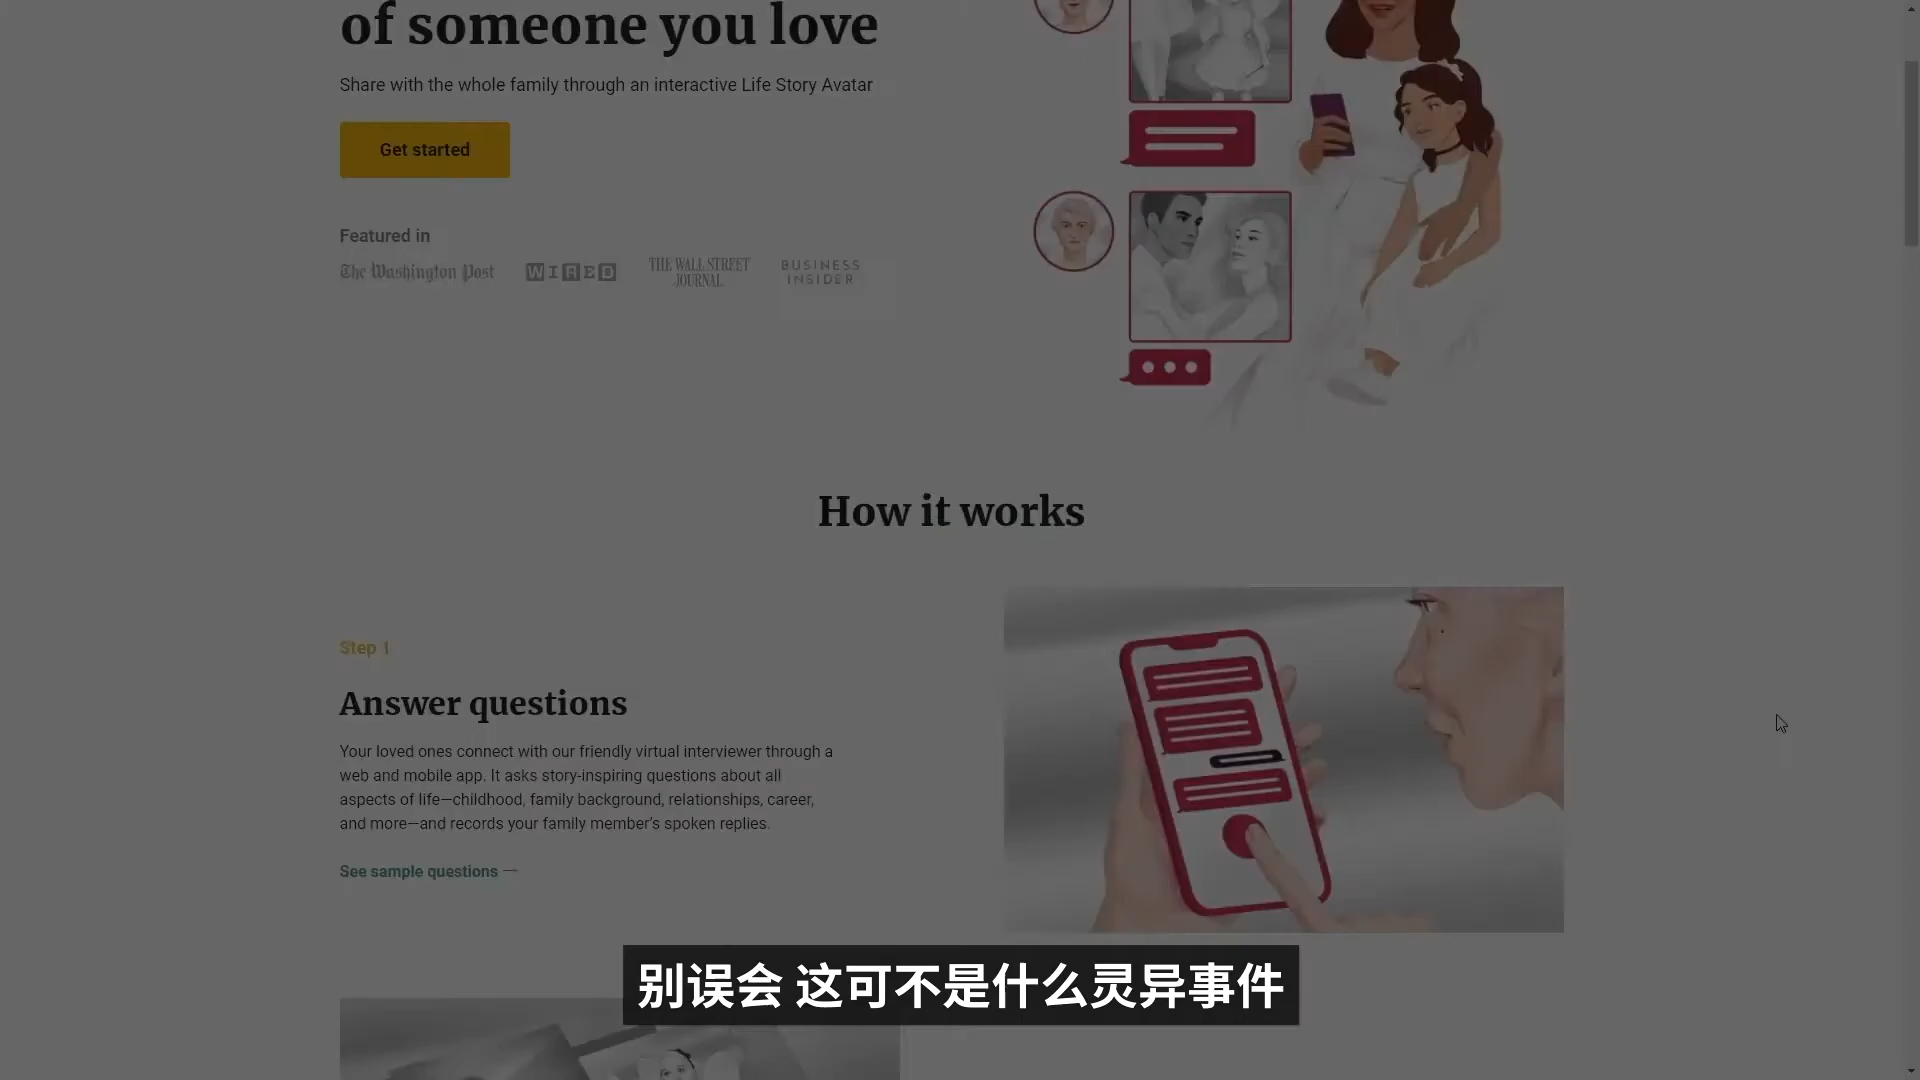 of someone you love
Share with the whole family through an interactive Life Story Avatar
Get started
Featured in
The Washington Post
WIRED
THE WALL STREET
JOURNAL.
BUSINESS
INSIDER
How it works
Step 1
Answer questions
Your loved ones connect with our friendly virtual interviewer through a
web and mobile app. It asks story-inspiring questions about all
aspects of life—childhood, family background, relationships, career,
and more—and records your family member's spoken replies.
See sample questions —
别误会 这可不是什么灵异事件